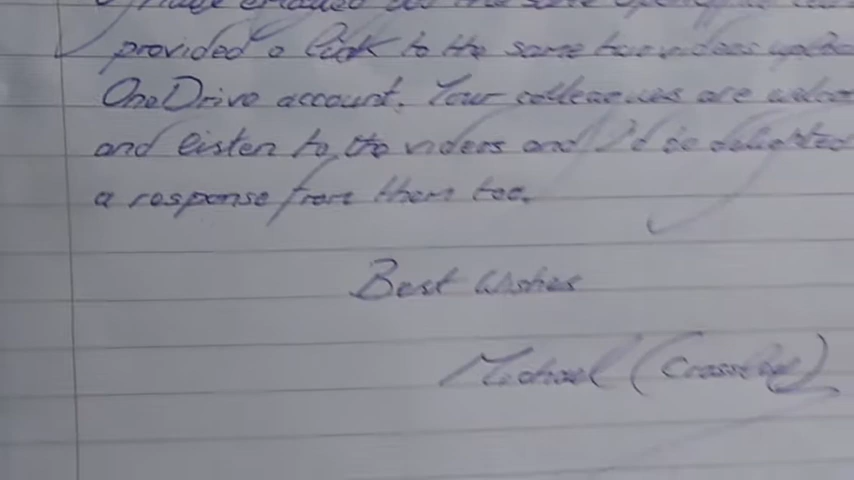 provided a link to the same two videos
OneDrive account. Your colleagues are welcome
and listen to the videos and I'd be delighted
a response from them too.
Best Wishes
Michael (Crossley)